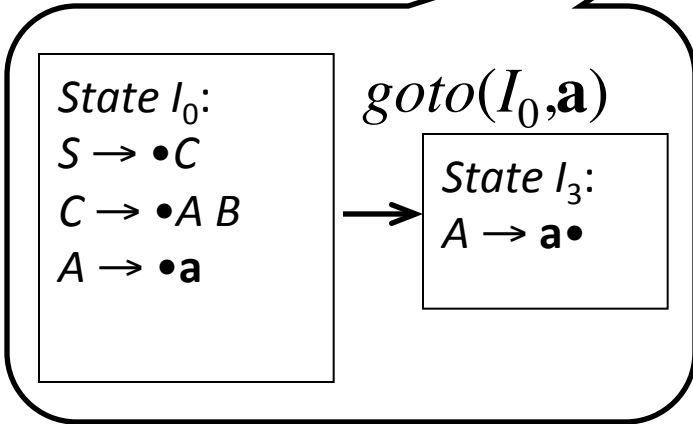 State I₀:
S → •C
C → •A B
A → •a
goto(I₀,a)
State I₃:
A → a•